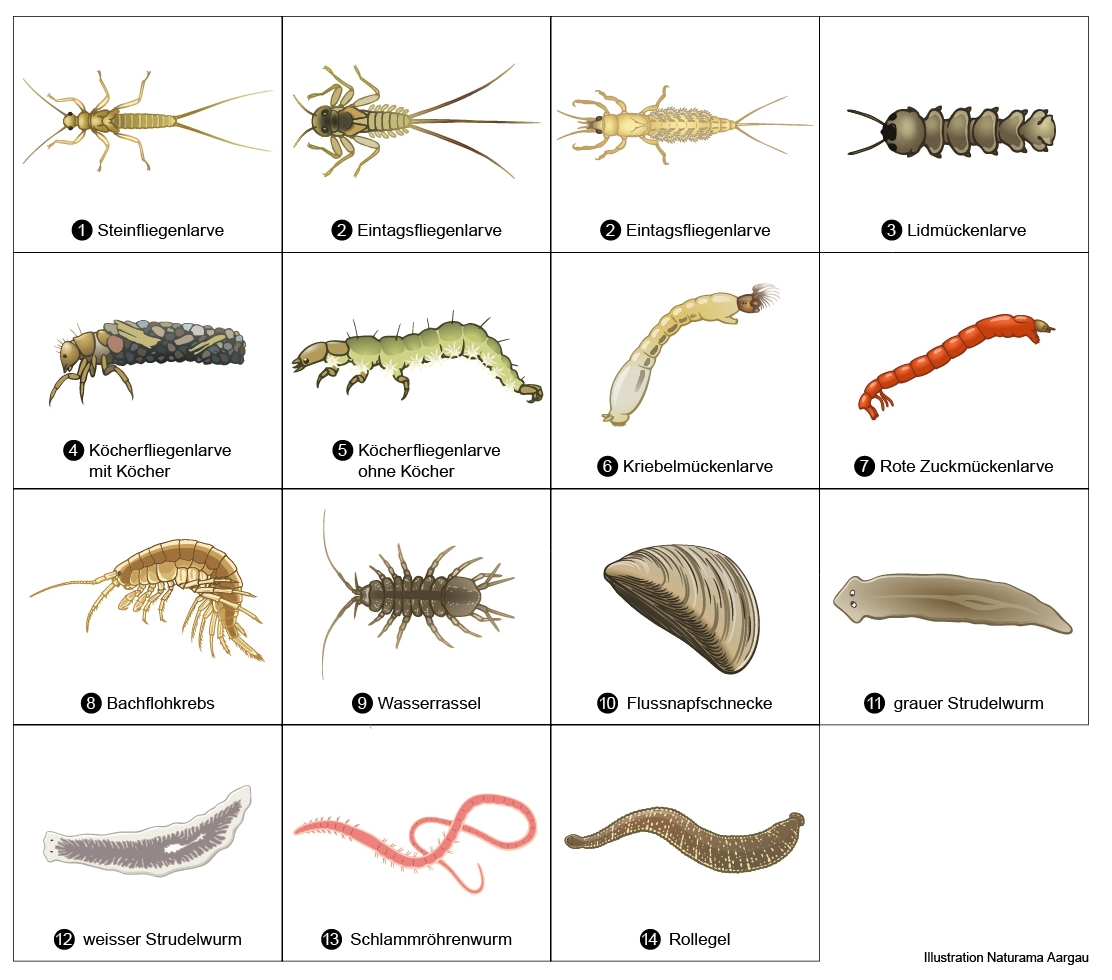 1 Steinfliegenlarve
2 Eintagsfliegenlarve
2 Eintagsfliegenlarve
3 Lidmückenlarve
4 Köcherfliegenlarve
mit Köcher
5 Köcherfliegenlarve
ohne Köcher
6 Kriebelmückenlarve
7 Rote Zuckmückenlarve
8 Bachflohkrebs
9 Wasserrassel
10 Flussnapfschnecke
11 grauer Strudelwurm
12 weisser Strudelwurm
13 Schlammröhrenwurm
14 Rollegel
Illustration Naturama Aargau